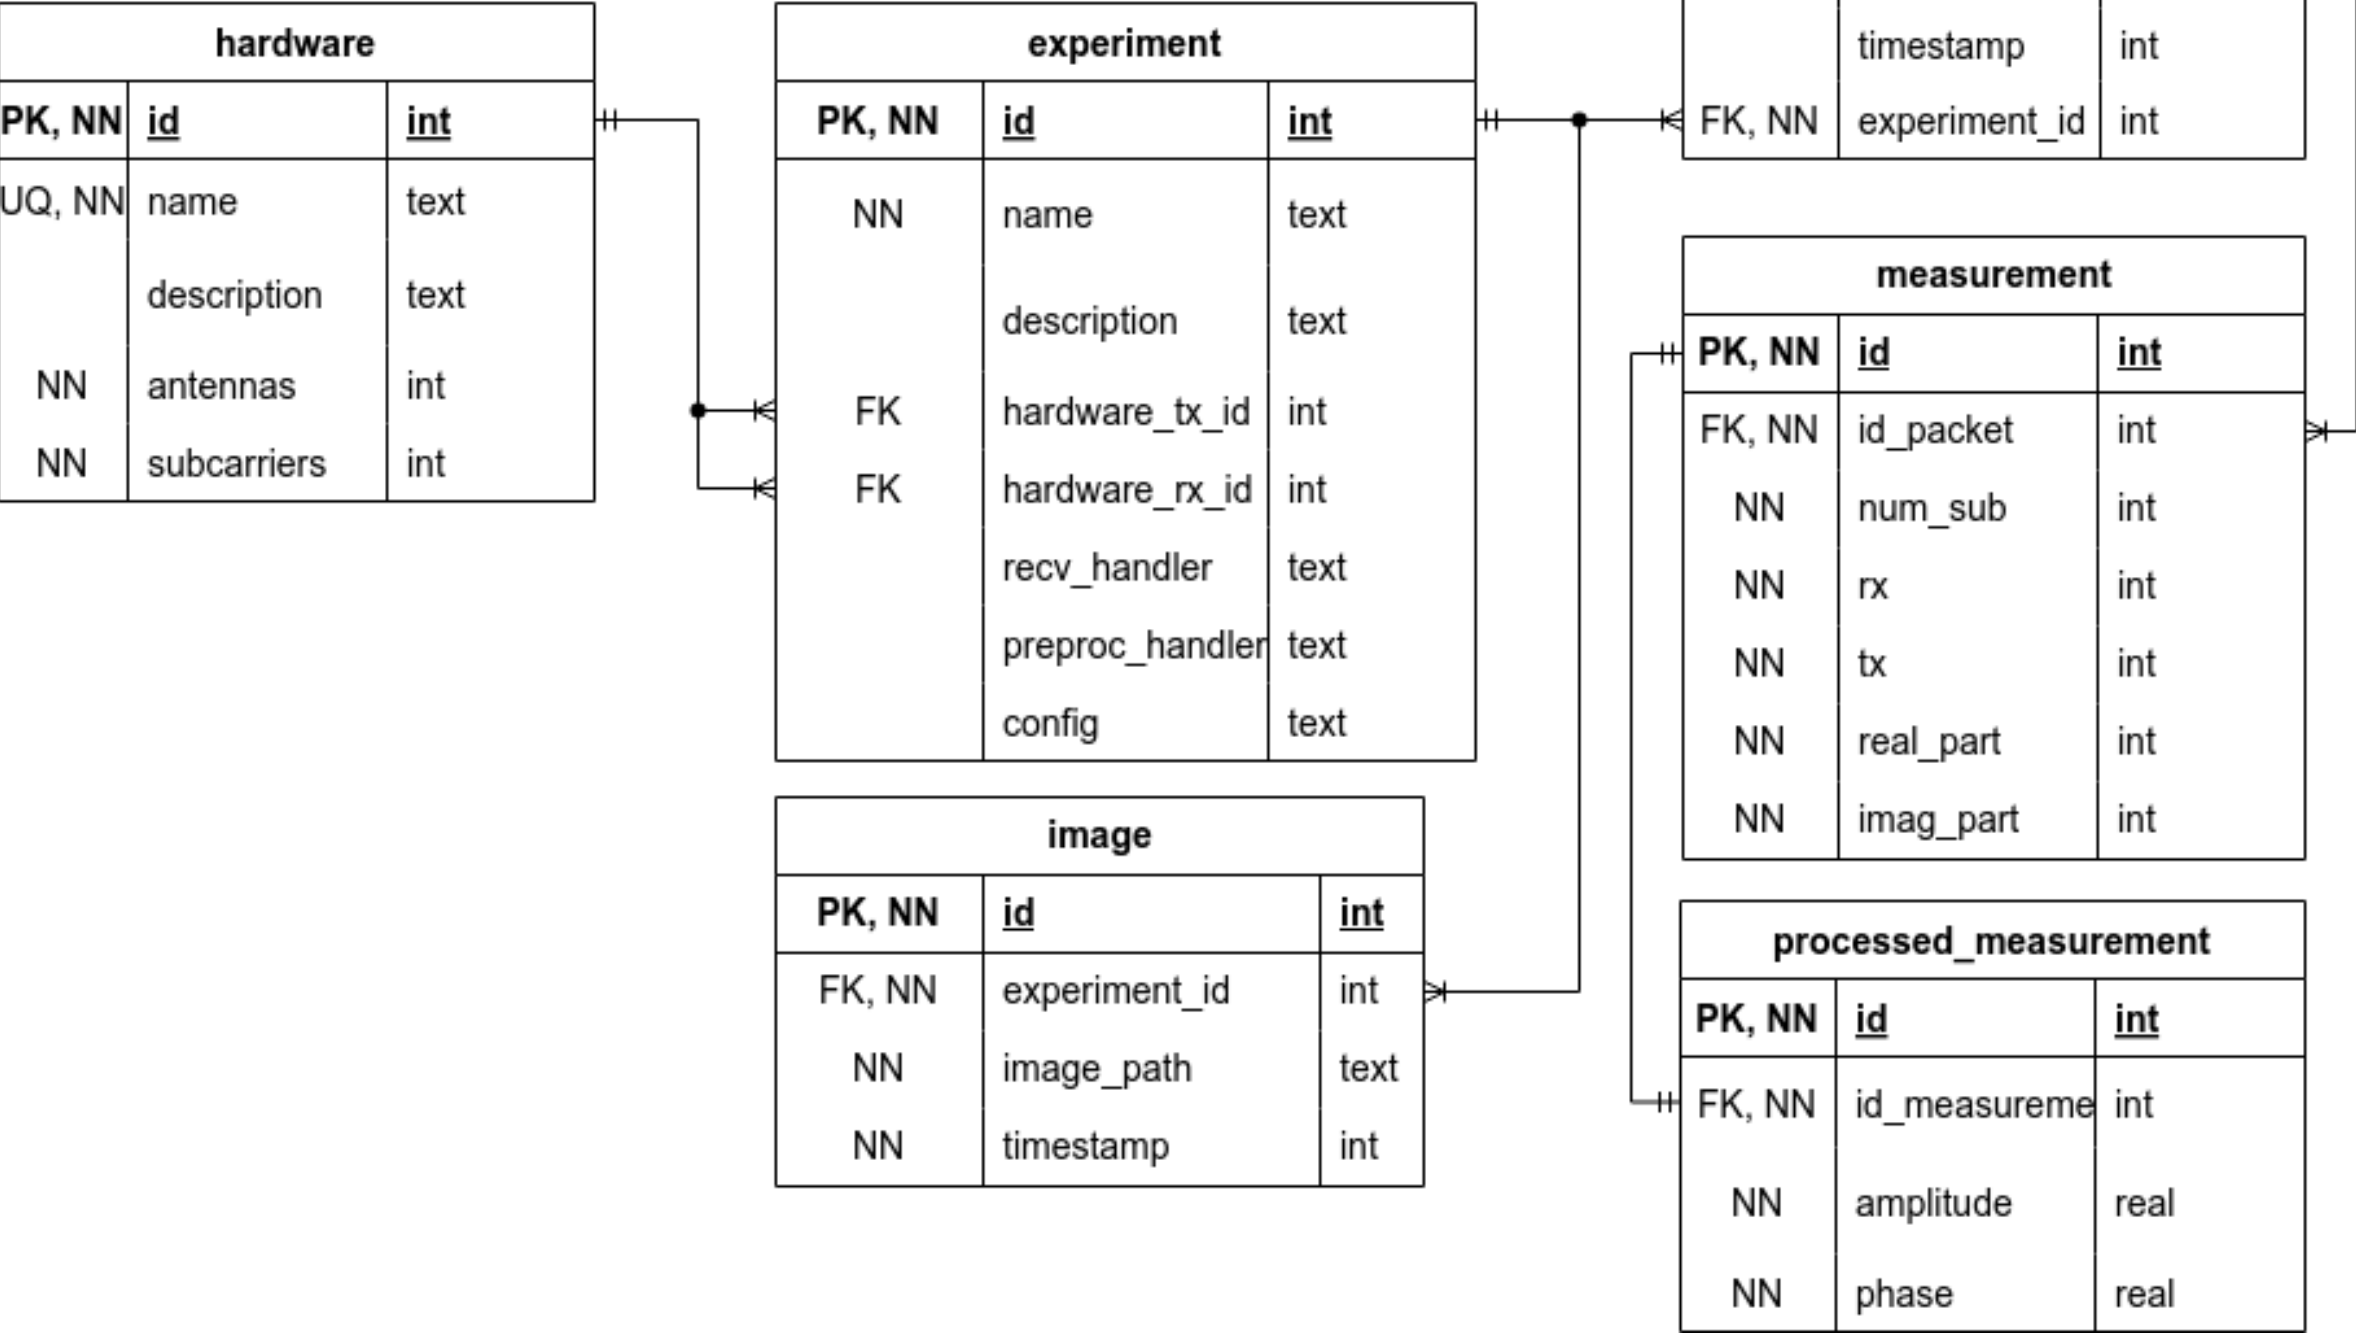 hardware
PK, NN id int
UQ, NN name text
description text
NN antennas int
NN subcarriers int
experiment
PK, NN id int
NN name text
description text
FK hardware_tx_id int
FK hardware_rx_id int
recv_handler text
preproc_handler text
config text
image
PK, NN id int
FK, NN experiment_id int
NN image_path text
NN timestamp int
timestamp int
FK, NN experiment_id int
measurement
PK, NN id int
FK, NN id_packet int
NN num_sub int
NN rx int
NN tx int
NN real_part int
NN imag_part int
processed_measurement
PK, NN id int
FK, NN id_measureme int
NN amplitude real
NN phase real